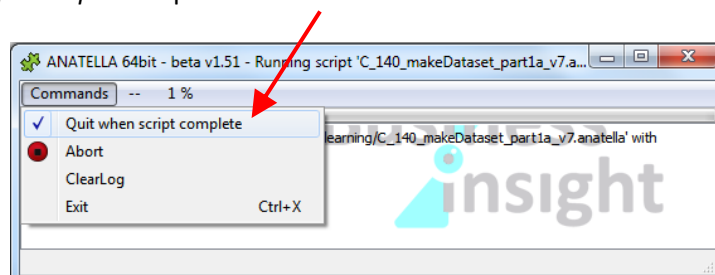 ANATELLA 64bit - beta v1.51 - Running script 'C_140_makeDataset_part1a_v7.a...
Commands -- 1 %
Quit when script complete
learning/C_140_makeDataset_part1a_v7.anatella' with
Abort
insight
ClearLog
Exit Ctrl+X